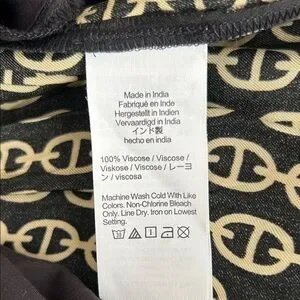 Made in India
Fabriqué en Inde
Hergestellt in Indien
Vervaardigd in India
インド製
hecho en india
100% Viscose / Viscose /
Viskose / Viscose / レーヨ
ン / viscosa
Machine Wash Cold With Like
Colors. Non-Chlorine Bleach
Only. Line Dry. Iron on Lowest
Setting.